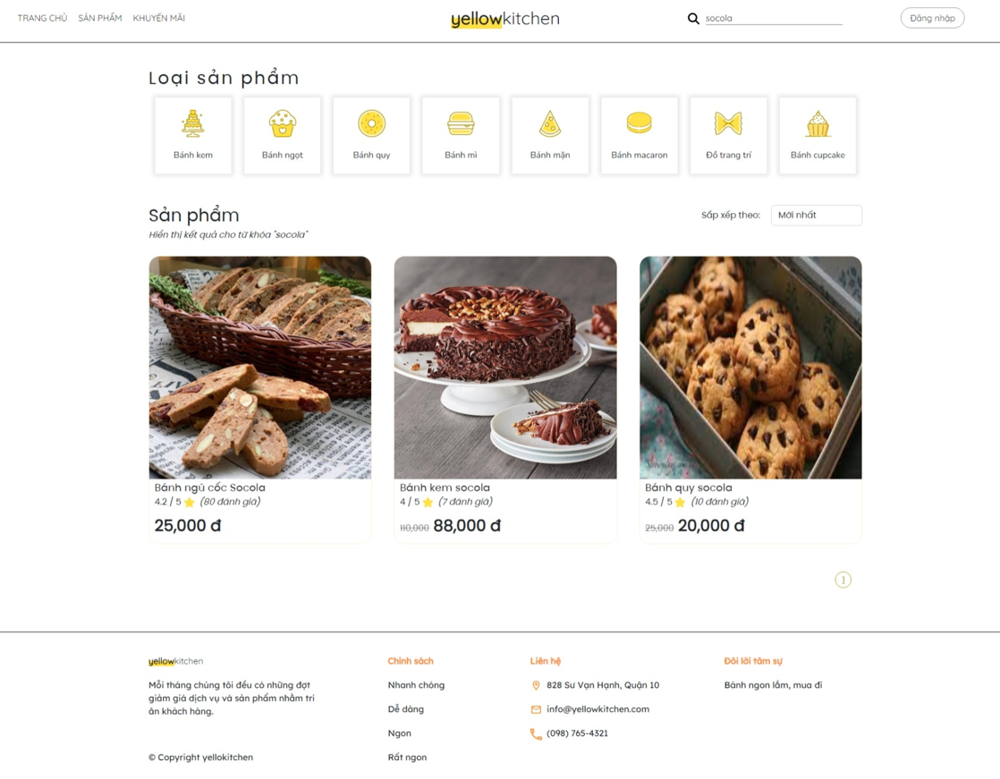 TRANG CHỦ SẢN PHẨM KHUYẾN MÃI
yellowkitchen
socola
Đăng nhập
Loại sản phẩm
Bánh kem
Bánh ngọt
Bánh quy
Bánh mì
Bánh mặn
Bánh macaron
Đồ trang trí
Bánh cupcake
Sản phẩm
Hiển thị kết quả cho từ khóa "socola"
Sắp xếp theo:
Mới nhất
Bánh ngũ cốc Socola
4.2 / 5 (80 đánh giá)
25,000 đ
Bánh kem socola
4 / 5 (7 đánh giá)
110,000 88,000 đ
Bánh quy socola
4.5 / 5 (10 đánh giá)
25,000 20,000 đ
1
yellowkitchen
Mỗi tháng chúng tôi đều có những đợt
giảm giá dịch vụ và sản phẩm nhằm tri
ân khách hàng.
© Copyright yellokitchen
Chính sách
Nhanh chóng
Dễ dàng
Ngon
Rất ngon
Liên hệ
828 Sư Vạn Hạnh, Quận 10
info@yellowkitchen.com
(098) 765-4321
Đôi lời tâm sự
Bánh ngon lắm, mua đi